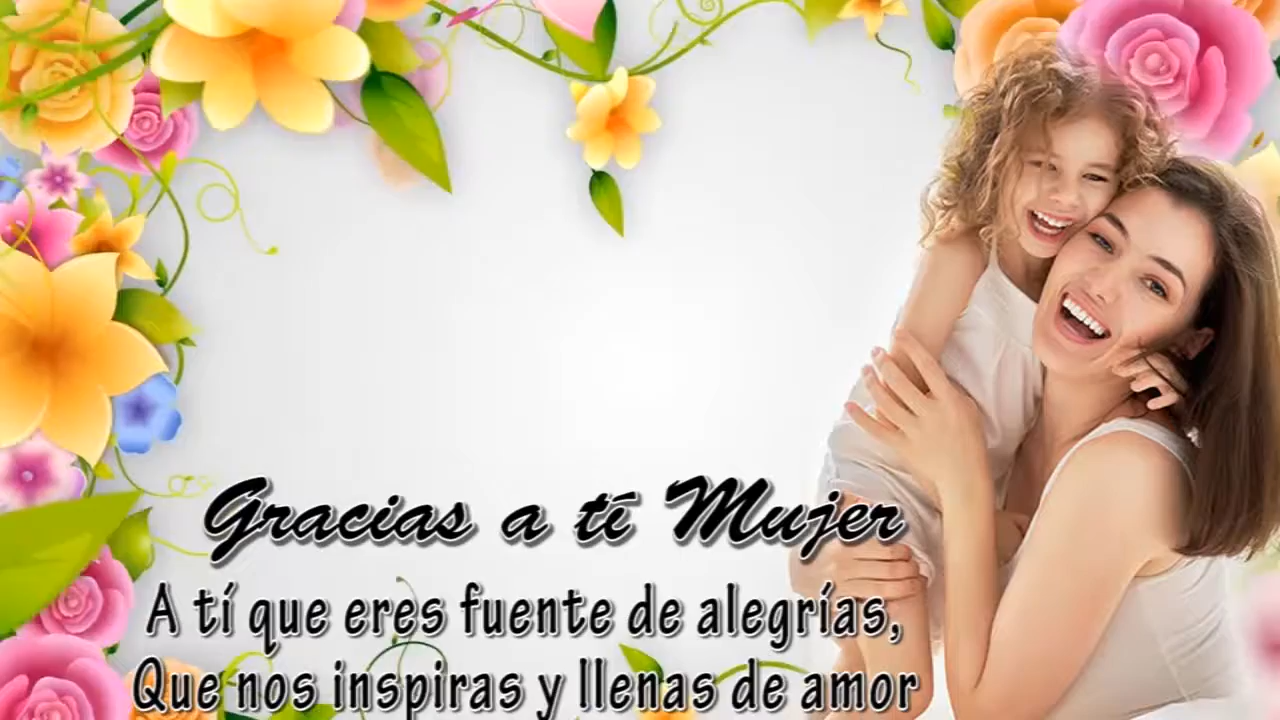 Gracias a tí Mujer
A tí que eres fuente de alegrías,
Que nos inspiras y llenas de amor